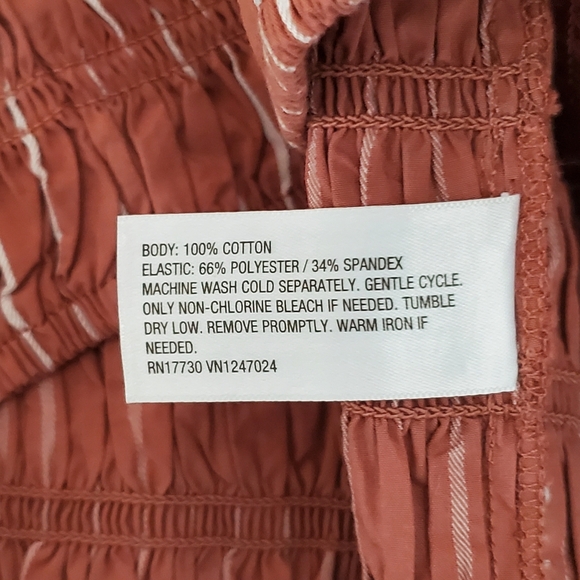 BODY: 100% COTTON
ELASTIC: 66% POLYESTER / 34% SPANDEX
MACHINE WASH COLD SEPARATELY. GENTLE CYCLE.
ONLY NON-CHLORINE BLEACH IF NEEDED. TUMBLE
DRY LOW. REMOVE PROMPTLY. WARM IRON IF
NEEDED.
RN17730 VN1247024